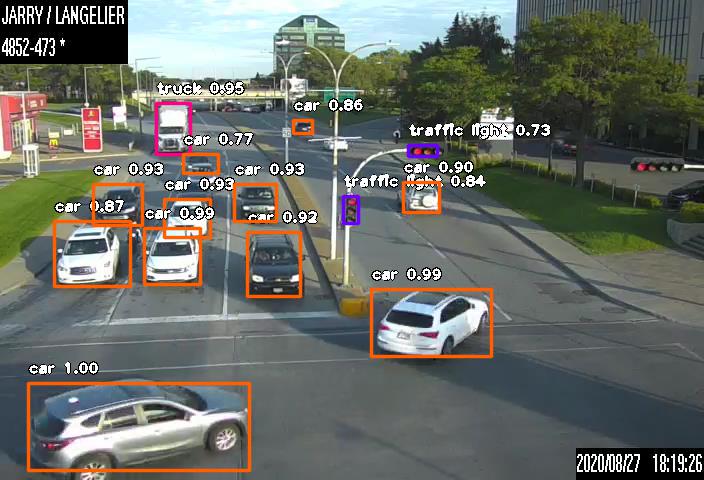 JARRY / LANGELIER
4852-473 *
truck 0.95
car 0.86
traffic light 0.73
car 0.77
car 0.90
car 0.93
car 0.93
car 0.93
traffic light 0.84
car 0.87
car 0.99
car 0.92
car 0.99
car 1.00
2020/08/27 18:19:26